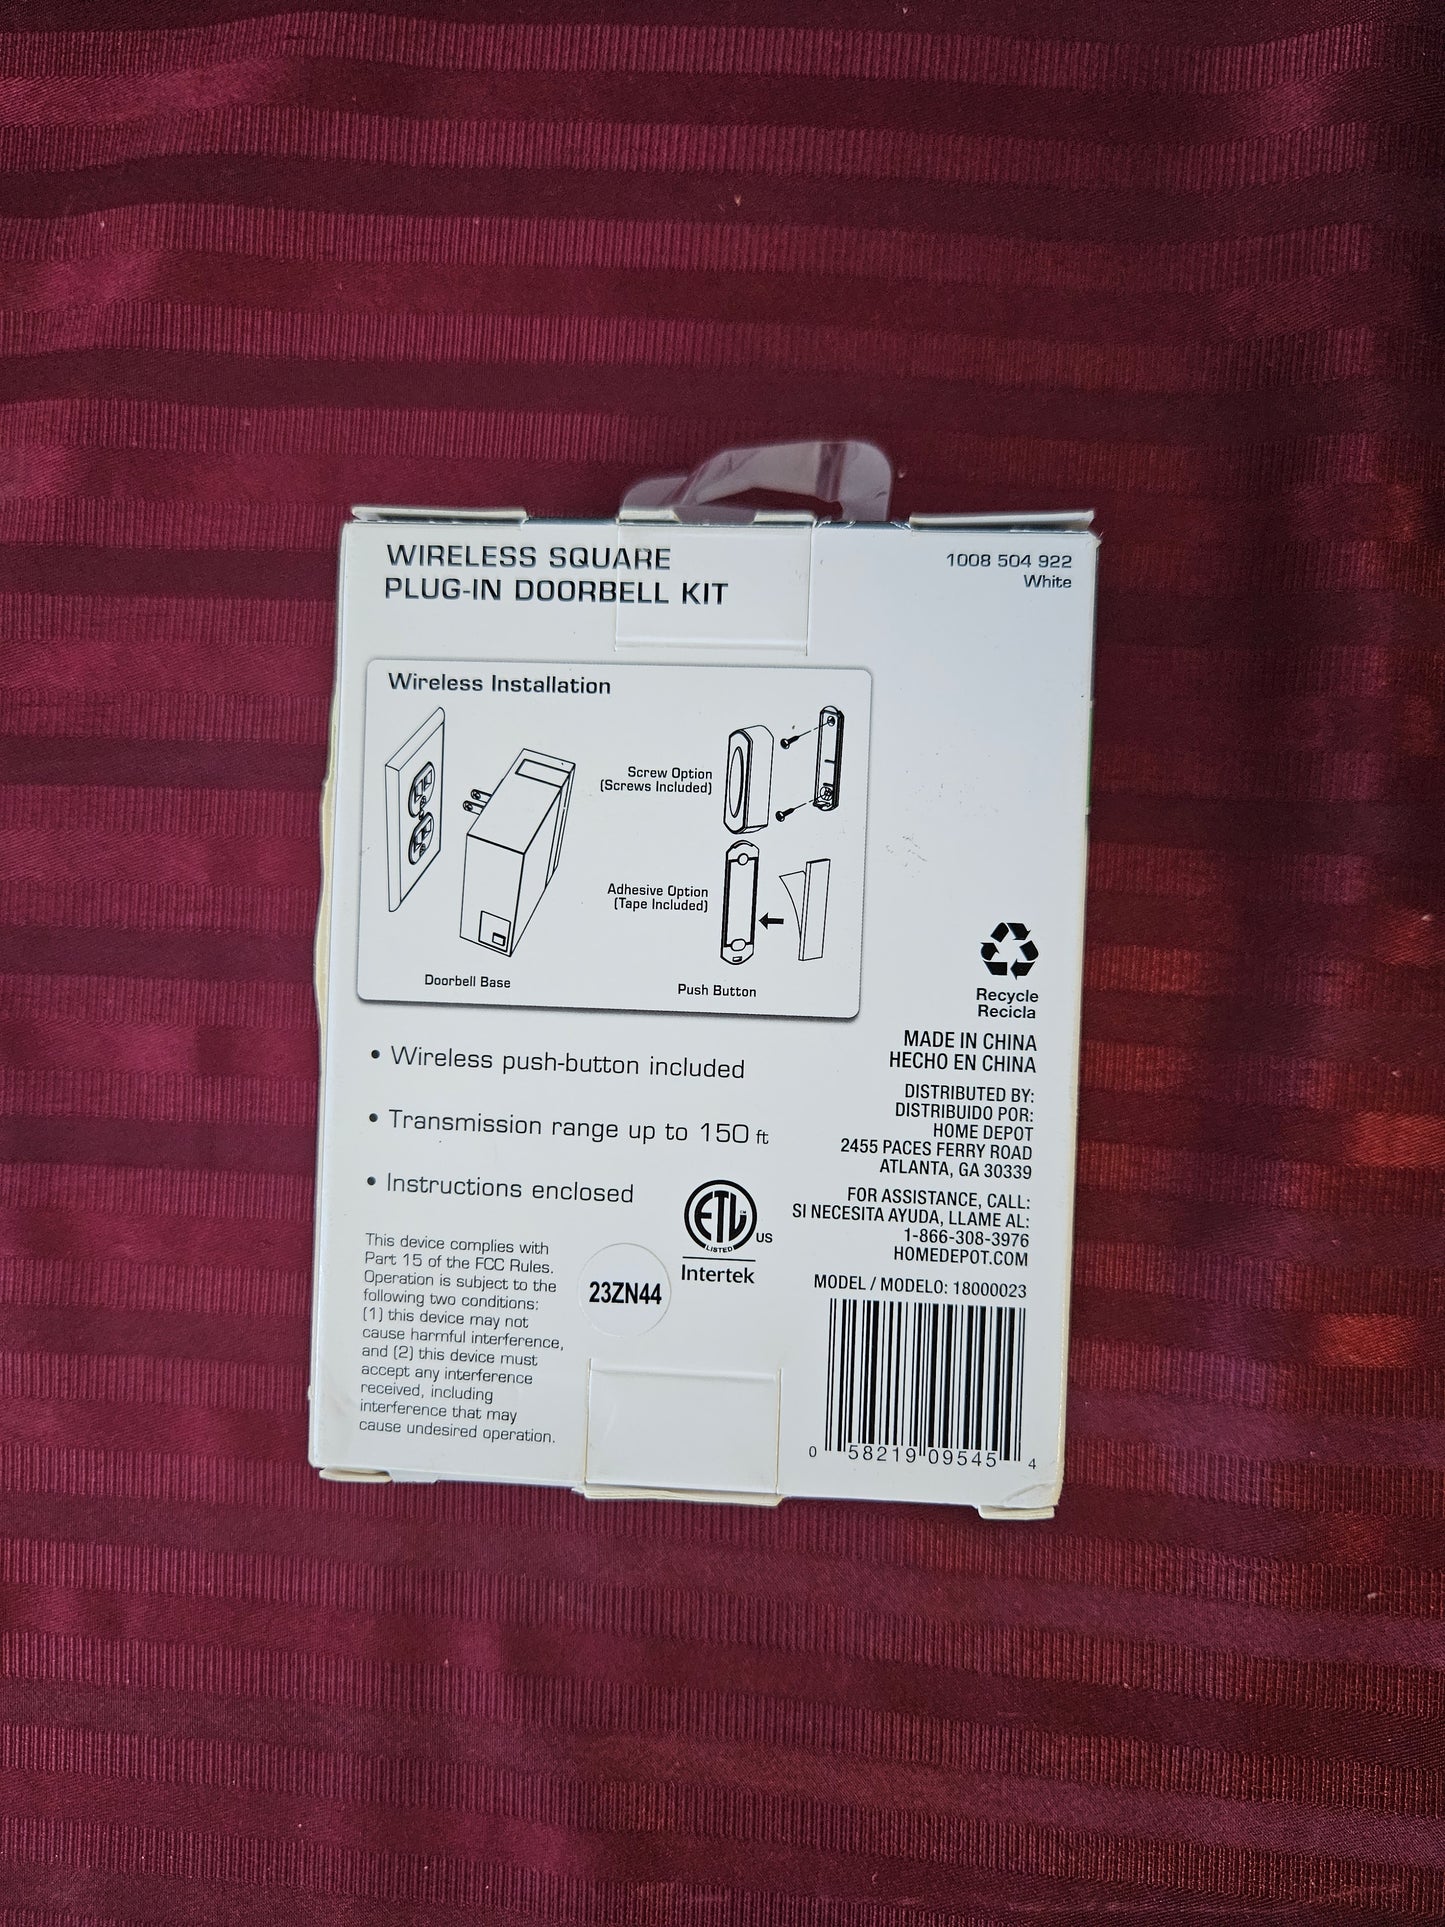 WIRELESS SQUARE
PLUG-IN DOORBELL KIT
1008 504 922
White
Wireless Installation
Screw Option
(Screws Included)
Adhesive Option
(Tape Included)
Doorbell Base
Push Button
• Wireless push-button included
• Transmission range up to 150 ft
• Instructions enclosed
This device complies with
Part 15 of the FCC Rules.
Operation is subject to the
following two conditions:
(1) this device may not
cause harmful interference,
and (2) this device must
accept any interference
received, including
interference that may
cause undesired operation.
23ZN44
ETL
LISTED
US
Intertek
Recycle
Recicla
MADE IN CHINA
HECHO EN CHINA
DISTRIBUTED BY:
DISTRIBUIDO POR:
HOME DEPOT
2455 PACES FERRY ROAD
ATLANTA, GA 30339
FOR ASSISTANCE, CALL:
SI NECESITA AYUDA, LLAME AL:
1-866-308-3976
HOMEDEPOT.COM
MODEL / MODELO: 18000023
0 58219 09545 4